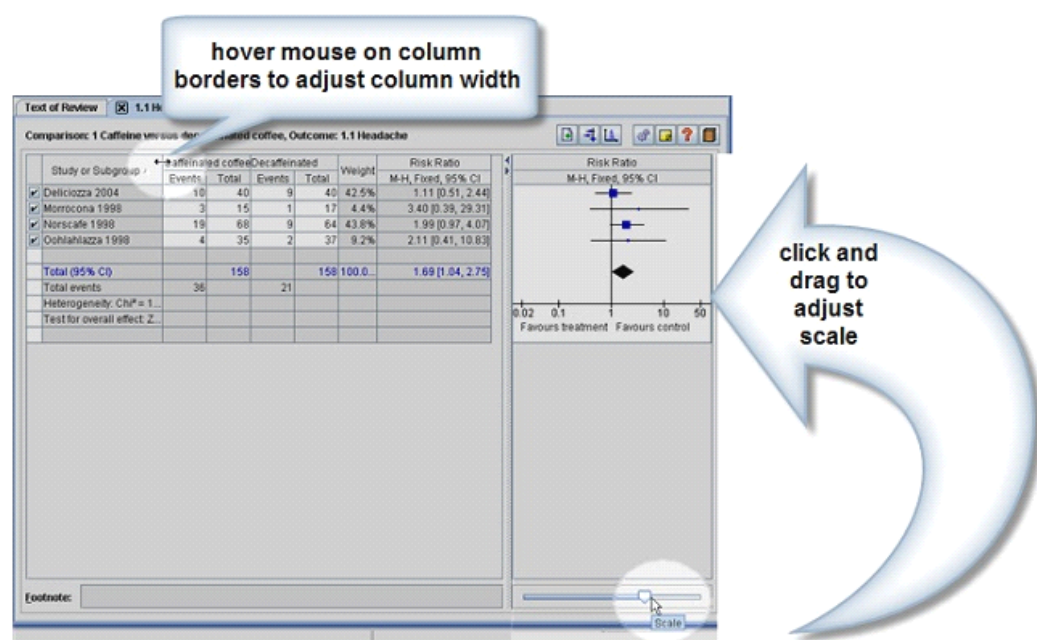 hover mouse on column
borders to adjust column width
Text of Review 1.1 H
Comparison: 1 Caffeine versus decaffeinated coffee, Outcome: 1.1 Headache
Study or Subgroup affeinated coffee Decaffeinated Weight Risk Ratio Risk Ratio
Events Total Events Total M-H, Fixed, 95% CI M-H, Fixed, 95% CI
Deliciozza 2004 10 40 9 40 42.5% 1.11 [0.51, 2.44]
Morrocona 1998 3 15 1 17 4.4% 3.40 [0.39, 29.31]
Norscafe 1998 19 68 9 64 43.8% 1.99 [0.97, 4.07]
Oohlahlazza 1998 4 35 2 37 9.2% 2.11 [0.41, 10.83]
Total (95% CI) 158 158 100.0... 1.69 [1.04, 2.75]
Total events 36 21
Heterogeneity: Chi² = 1...
Test for overall effect: Z...
0.02 0.1 1 10 50
Favours treatment Favours control
click and
drag to
adjust
scale
Footnote:
Scale